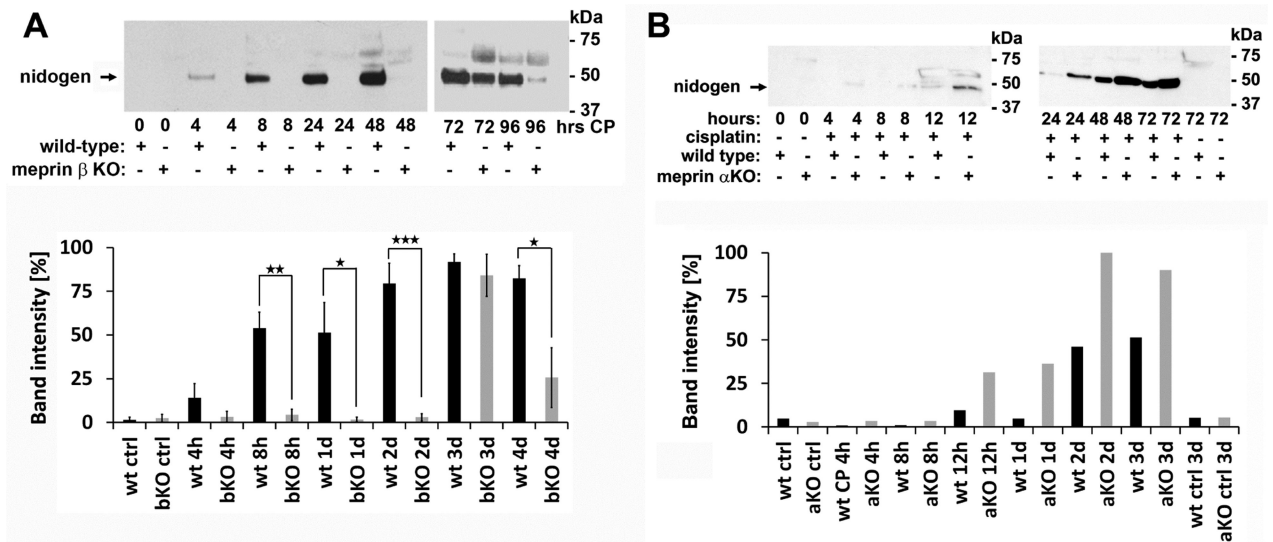 A
kDa
- 75
nidogen
- 50
- 37
0 0 4 4 8 8 24 24 48 48 72 72 96 96 hrs CP
wild-type: + - + - + - + - + - + - + -
meprin β KO: - + - + - + - + - + - + - +
Band intensity [%]
100
75
50
25
0
★★
★
★★★
★
wt ctrl
bKO ctrl
wt 4h
bKO 4h
wt 8h
bKO 8h
wt 1d
bKO 1d
wt 2d
bKO 2d
wt 3d
bKO 3d
wt 4d
bKO 4d
B
kDa
- 75
nidogen
- 50
- 37
kDa
- 75
- 50
- 37
hours: 0 0 4 4 8 8 12 12 24 24 48 48 72 72 72 72
cisplatin: - - + + + + + + + + + + + + - -
wild type: + - + - + - + - + - + - + - + -
meprin αKO: - + - + - + - + - + - + - + - +
Band intensity [%]
100
75
50
25
0
wt ctrl
aKO ctrl
wt CP 4h
aKO 4h
wt 8h
aKO 8h
wt 12h
aKO 12h
wt 1d
aKO 1d
wt 2d
aKO 2d
wt 3d
aKO 3d
wt ctrl 3d
aKO ctrl 3d